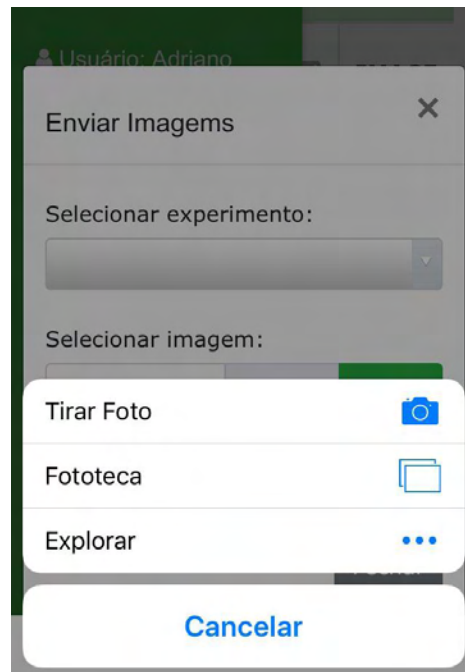 Usuário: Adriano
Enviar Imagems
×
Selecionar experimento:
Selecionar imagem:
Tirar Foto
Fototeca
Explorar
Cancelar